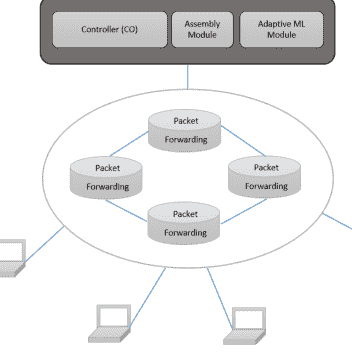 Controller (CO)
Assembly
Module
Adaptive ML
Module
Packet
Forwarding
Packet
Forwarding
Packet
Forwarding
Packet
Forwarding